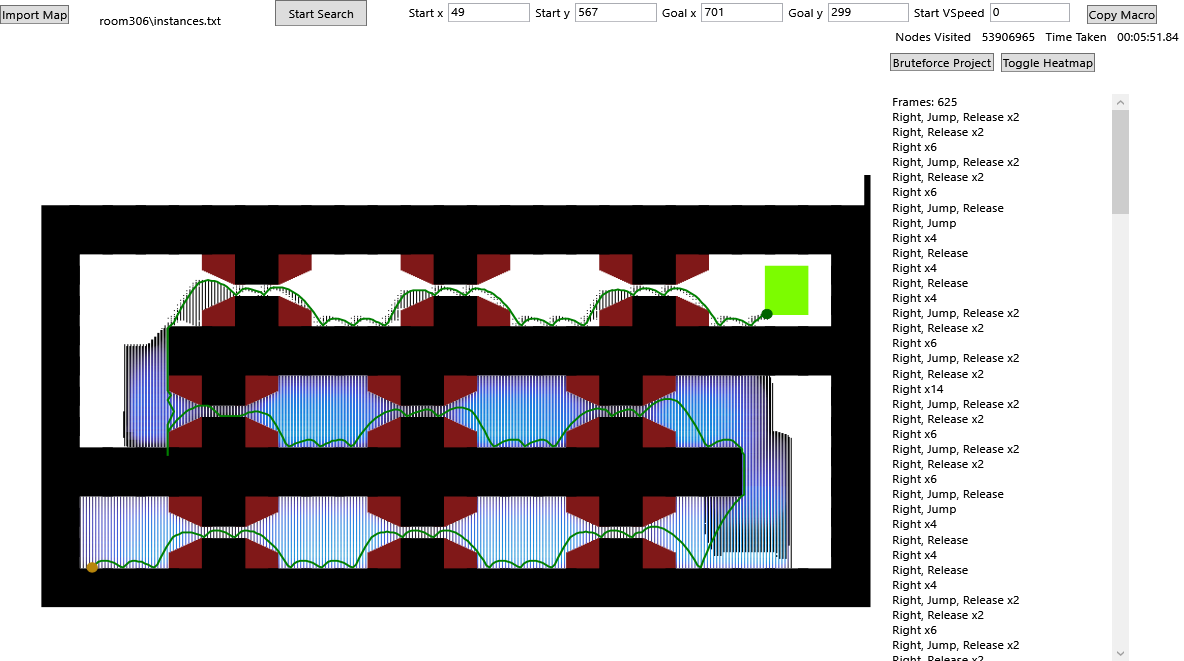 Import Map room306\instances.txt Start Search Start x 49 Start y 567 Goal x 701 Goal y 299 Start VSpeed 0 Copy Macro
Nodes Visited 53906965 Time Taken 00:05:51.84
Bruteforce Project Toggle Heatmap
Frames: 625
Right, Jump, Release x2
Right, Release x2
Right x6
Right, Jump, Release x2
Right, Release x2
Right x6
Right, Jump, Release
Right, Jump
Right x4
Right, Release
Right x4
Right, Release
Right x4
Right, Jump, Release x2
Right, Release x2
Right x6
Right, Jump, Release x2
Right, Release x2
Right x14
Right, Jump, Release x2
Right, Release x2
Right x6
Right, Jump, Release x2
Right, Release x2
Right x6
Right, Jump, Release
Right, Jump
Right x4
Right, Release
Right x4
Right, Release
Right x4
Right, Jump, Release x2
Right, Release x2
Right x6
Right, Jump, Release x2
Right, Release x2